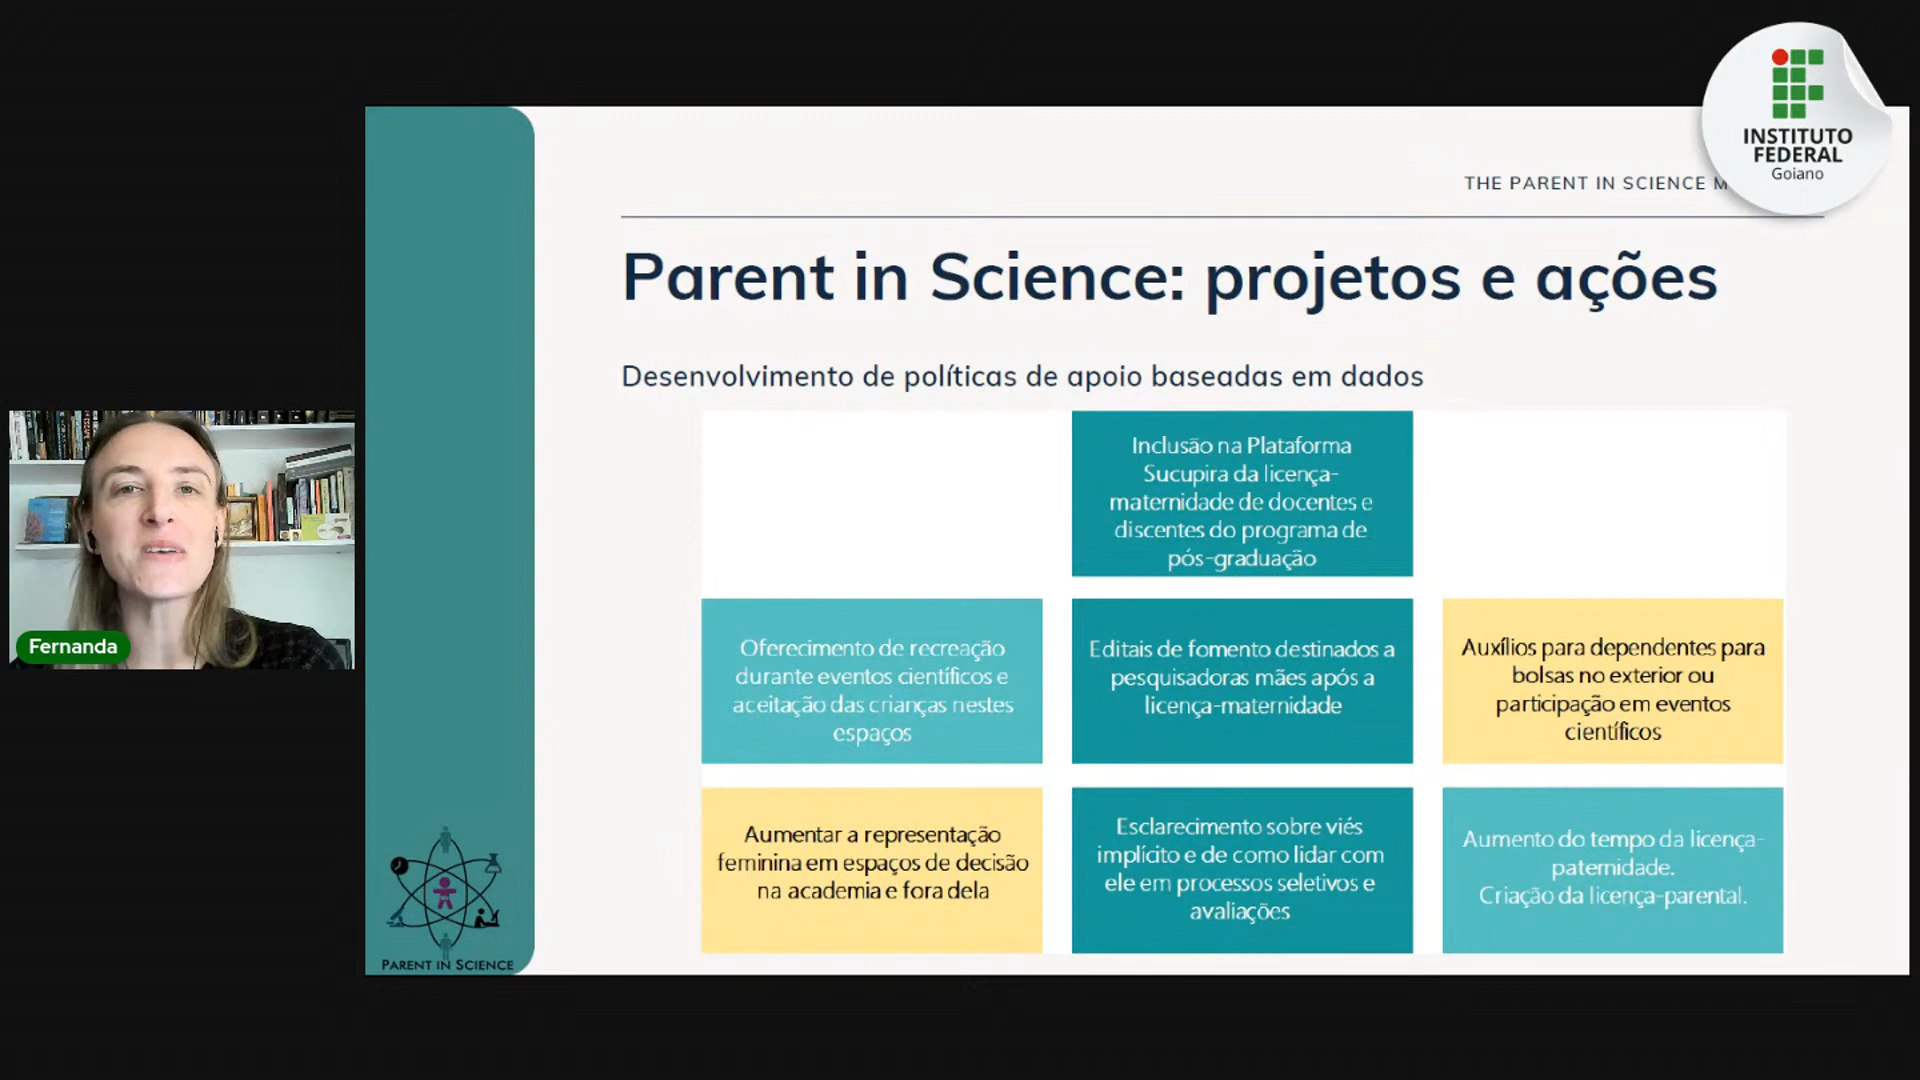 INSTITUTO
FEDERAL
Goiano
THE PARENT IN SCIENCE
Parent in Science: projetos e ações
Desenvolvimento de políticas de apoio baseadas em dados
Inclusão na Plataforma
Sucupira da licença-
maternidade de docentes e
discentes do programa de
pós-graduação
Oferecimento de recreação
durante eventos científicos e
aceitação das crianças nestes
espaços
Editais de fomento destinados a
pesquisadoras mães após a
licença-maternidade
Auxílios para dependentes para
bolsas no exterior ou
participação em eventos
científicos
Aumentar a representação
feminina em espaços de decisão
na academia e fora dela
Esclarecimento sobre viés
implícito e de como lidar com
ele em processos seletivos e
avaliações
Aumento do tempo da licença-
paternidade.
Criação da licença-parental.
Fernanda
PARENT IN SCIENCE